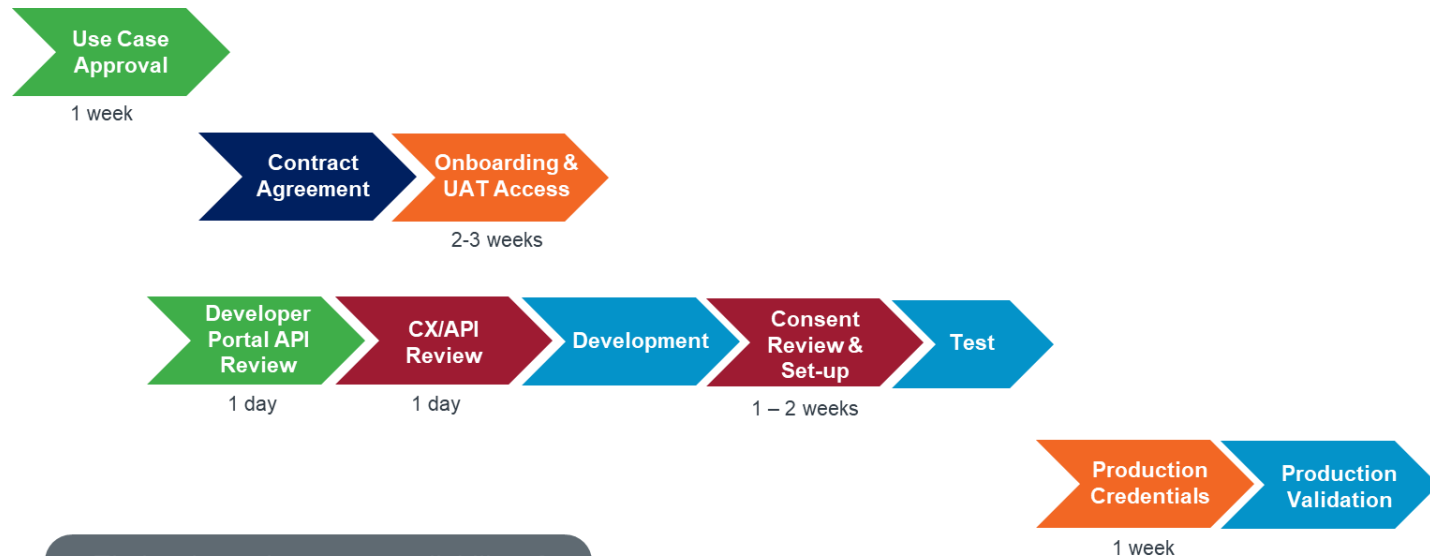 Use Case
Approval
1 week
Contract
Agreement
Onboarding &
UAT Access
2-3 weeks
Developer
Portal API
Review
1 day
CX/API
Review
1 day
Development
Consent
Review &
Set-up
1 – 2 weeks
Test
Production
Credentials
1 week
Production
Validation